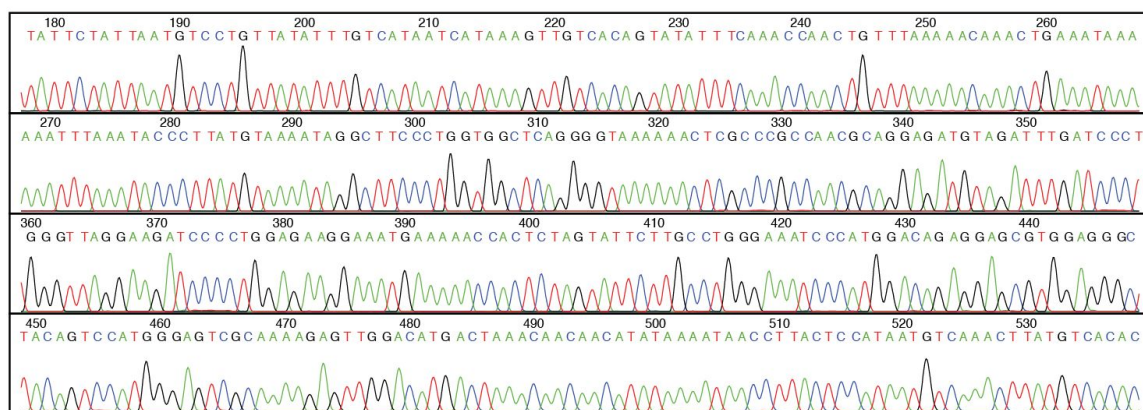 180 190 200 210 220 230 240 250 260
TATTCTATTAATGTCCTGTTATATTTGTCATAATCATAAAGTTGTCACAGTATATTTCAAACCAACTGTTTAAAAACAAACTGAAATAAA
270 280 290 300 310 320 330 340 350
AAATTTAAATACCCTTATGTAAAATAGGCTTCCCTGGTGGCTCAGGGGTAAAAAACTCGCCCGCCAACGCAGGAGATGTAGATTTGATCCCT
360 370 380 390 400 410 420 430 440
GGGTTAGGAAGATCCCCTGGAGAAGGAAATGAAAAACCACTCTAGTATTCTTGCCTGGGAAATCCCATGGACAGAGGAGCGTGGAGGGC
450 460 470 480 490 500 510 520 530
TACAGTCCATGGGAGTCGCAAAAGAGTTGGACATGACTAAACAACAACATATAAAATAACCTTACTCCATAATGTCAAACTTATGTCACAC